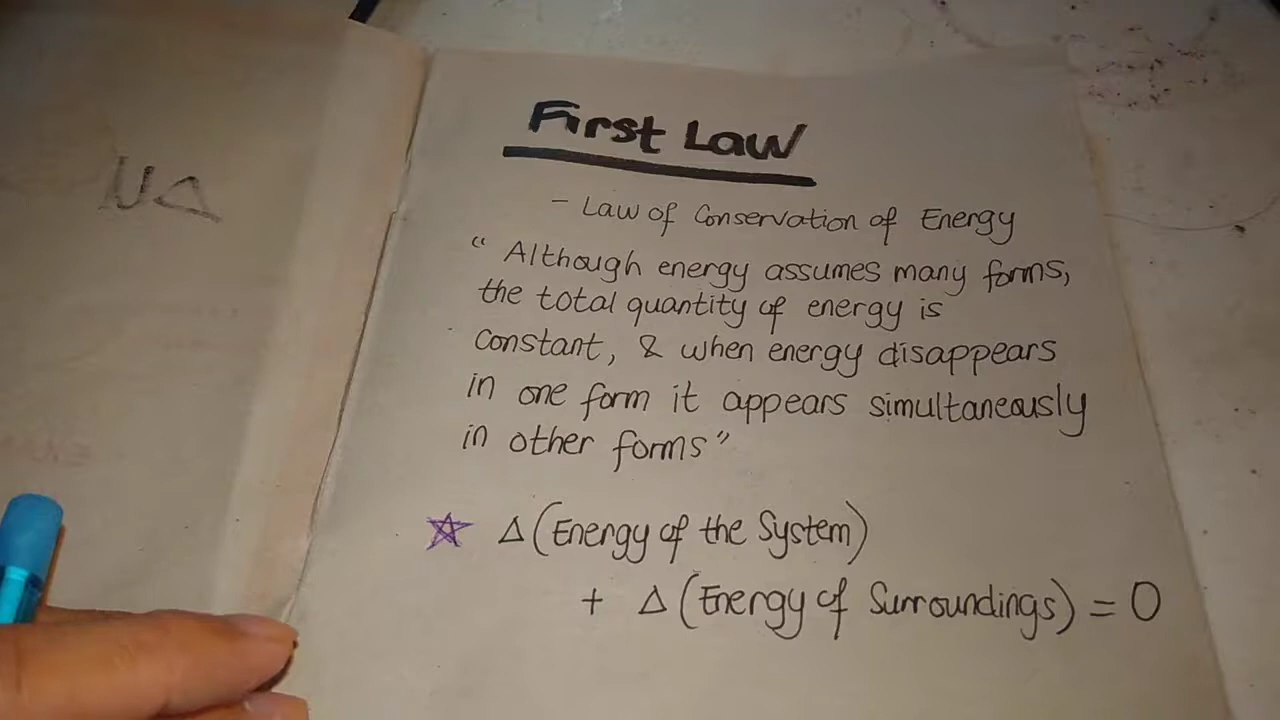 First Law
- Law of Conservation of Energy
" Although energy assumes many forms,
the total quantity of energy is
constant, & when energy disappears
in one form it appears simultaneously
in other forms"
☆ Δ(Energy of the System)
+ Δ(Energy of Surroundings) = 0